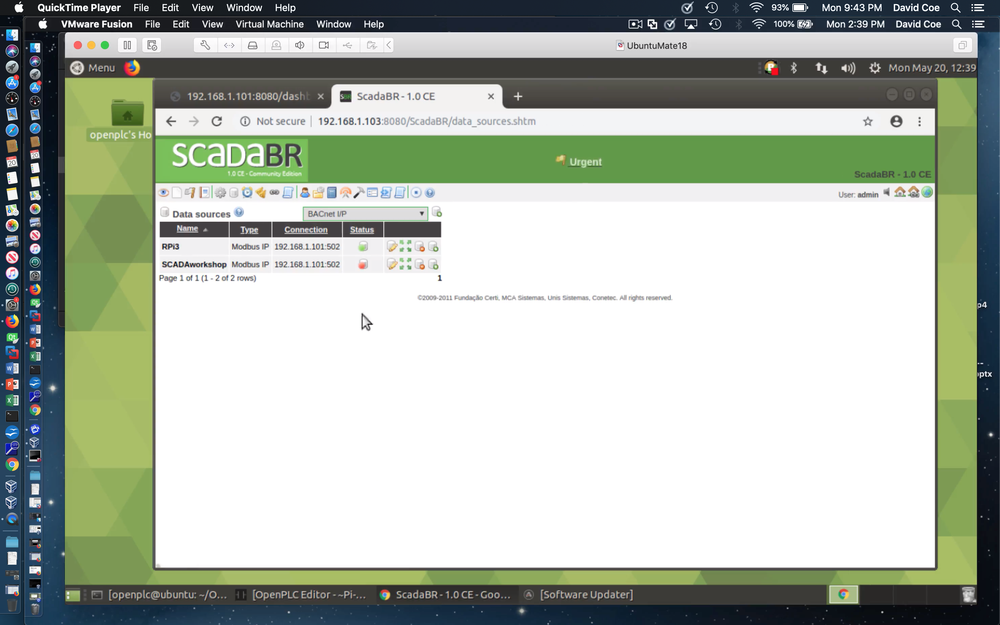 QuickTime Player File Edit View Window Help 93% Mon 9:43 PM David Coe
VMware Fusion File Edit View Virtual Machine Window Help 100% Mon 2:39 PM David Coe
UbuntuMate18
Menu Mon May 20, 12:39
openplc's Ho
192.168.1.101:8080/dashb ScadaBR - 1.0 CE
Not secure 192.168.1.103:8080/ScadaBR/data_sources.shtm
scadaBR
1.0 CE - Community Edition
Urgent
ScadaBR - 1.0 CE
User: admin
Data sources BACnet I/P
Name Type Connection Status
RPi3 Modbus IP 192.168.1.101:502
SCADAworkshop Modbus IP 192.168.1.101:502
Page 1 of 1 (1 - 2 of 2 rows) 1
©2009-2011 Fundação Certi, MCA Sistemas, Unis Sistemas, Conetec. All rights reserved.
p4
--
pptx
[openplc@ubuntu: ~/O... [OpenPLC Editor - ~Pi-... ScadaBR - 1.0 CE - Goo... [Software Updater]